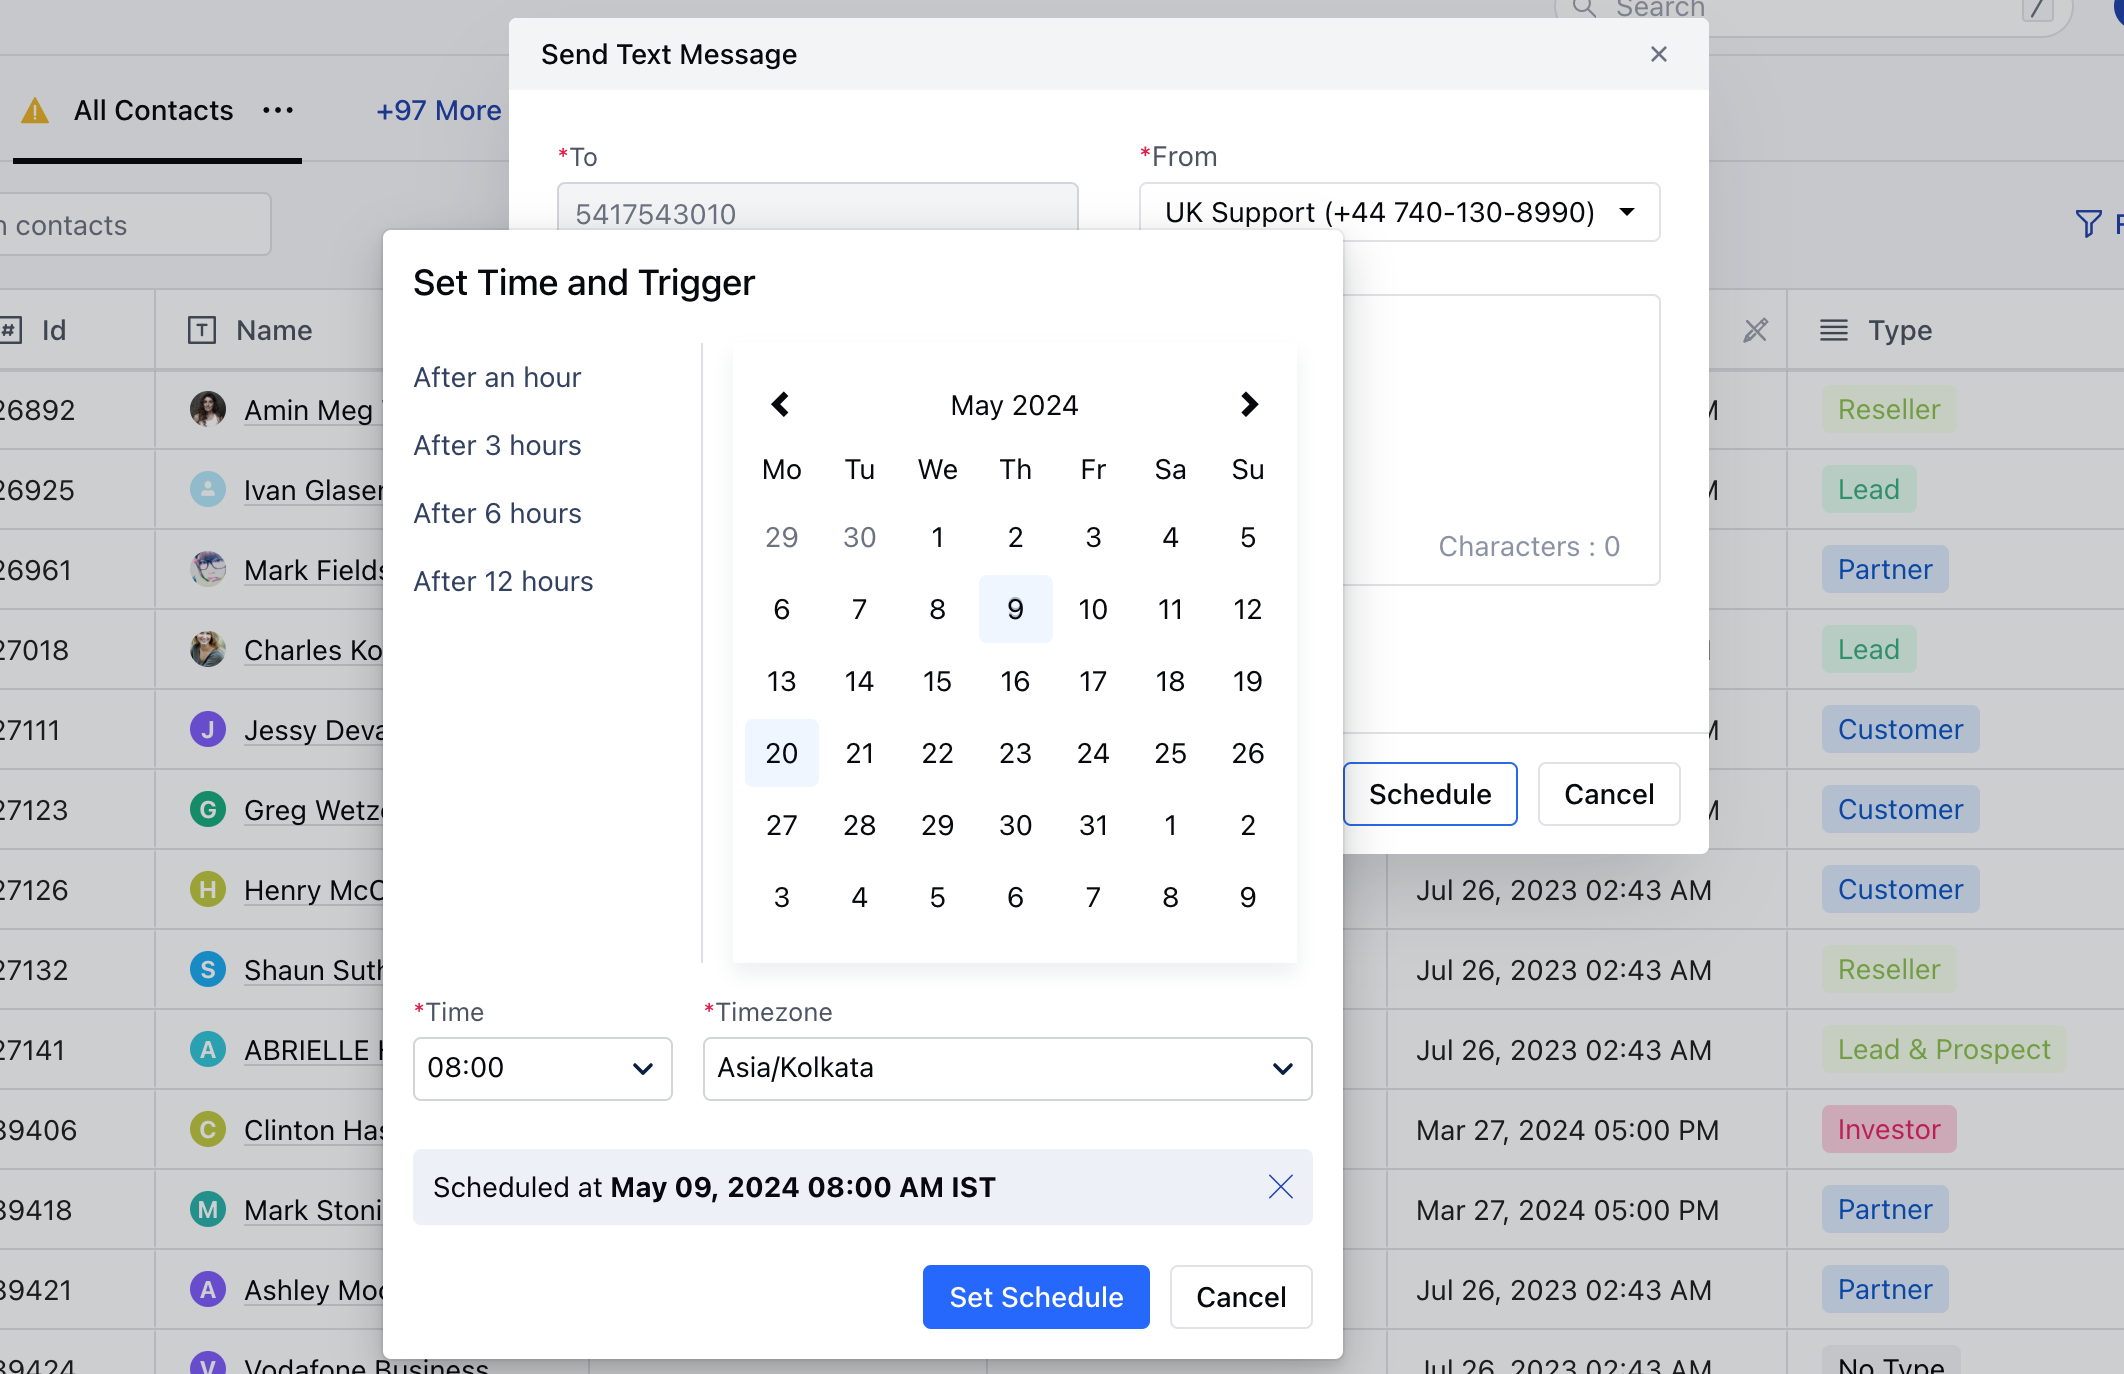 Search /
Send Text Message
All Contacts ••• +97 More
*To *From
5417543010 UK Support (+44 740-130-8990)
contacts
Set Time and Trigger
# Id T Name Type
After an hour
After 3 hours
After 6 hours
After 12 hours
May 2024
Mo Tu We Th Fr Sa Su
29 30 1 2 3 4 5
6 7 8 9 10 11 12
13 14 15 16 17 18 19
20 21 22 23 24 25 26
27 28 29 30 31 1 2
3 4 5 6 7 8 9
Characters : 0
Schedule Cancel
*Time *Timezone
08:00 Asia/Kolkata
Scheduled at May 09, 2024 08:00 AM IST
Set Schedule Cancel
26892 Amin Meg Reseller
26925 Ivan Glaser Lead
26961 Mark Fields Partner
27018 Charles Ko Lead
27111 J Jessy Deva Customer
27123 G Greg Wetz Customer
27126 H Henry McC Jul 26, 2023 02:43 AM Customer
27132 S Shaun Suth Jul 26, 2023 02:43 AM Reseller
27141 A ABRIELLE Jul 26, 2023 02:43 AM Lead & Prospect
39406 C Clinton Has Mar 27, 2024 05:00 PM Investor
39418 M Mark Stoni Mar 27, 2024 05:00 PM Partner
39421 A Ashley Moo Jul 26, 2023 02:43 AM Partner
39424 V Vodafone Business Jul 26, 2023 02:43 AM No Type